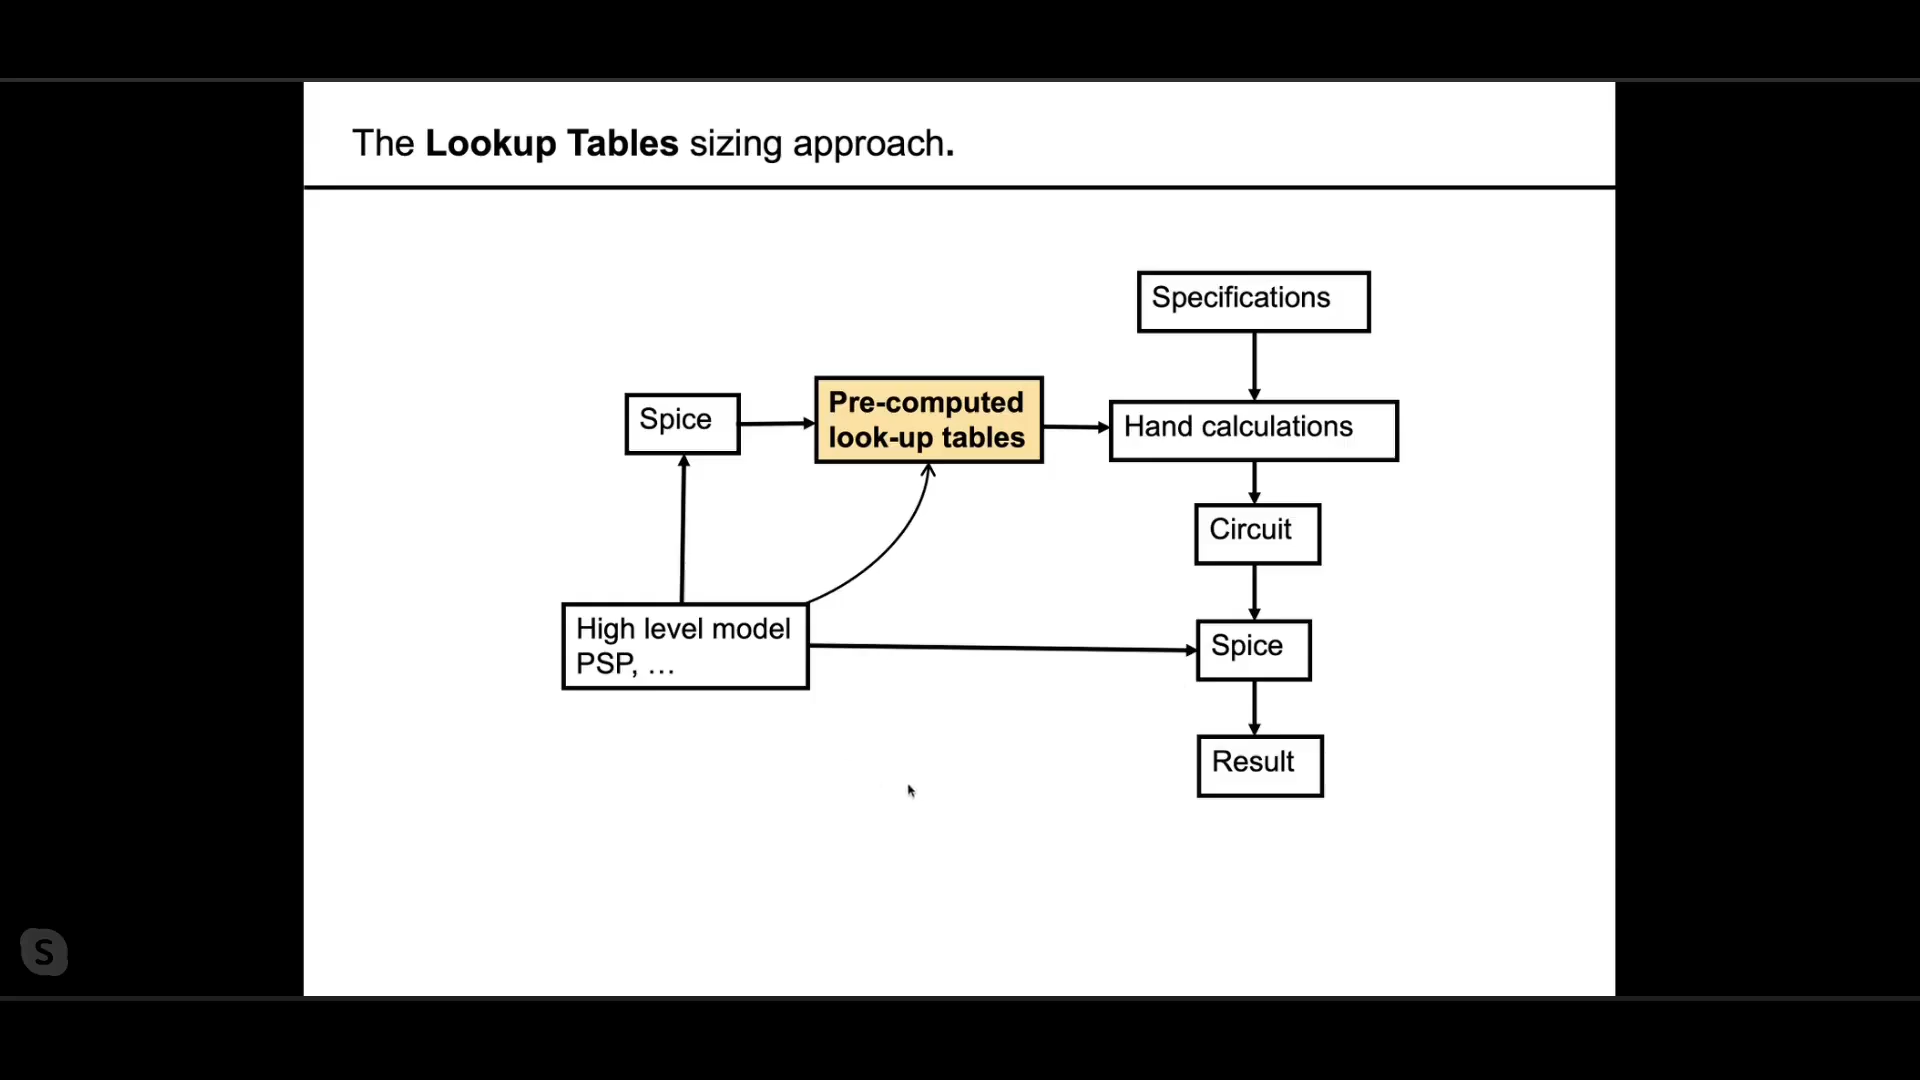 The Lookup Tables sizing approach.
Specifications
Spice
Pre-computed
look-up tables
Hand calculations
Circuit
High level model
PSP, …
Spice
Result
S